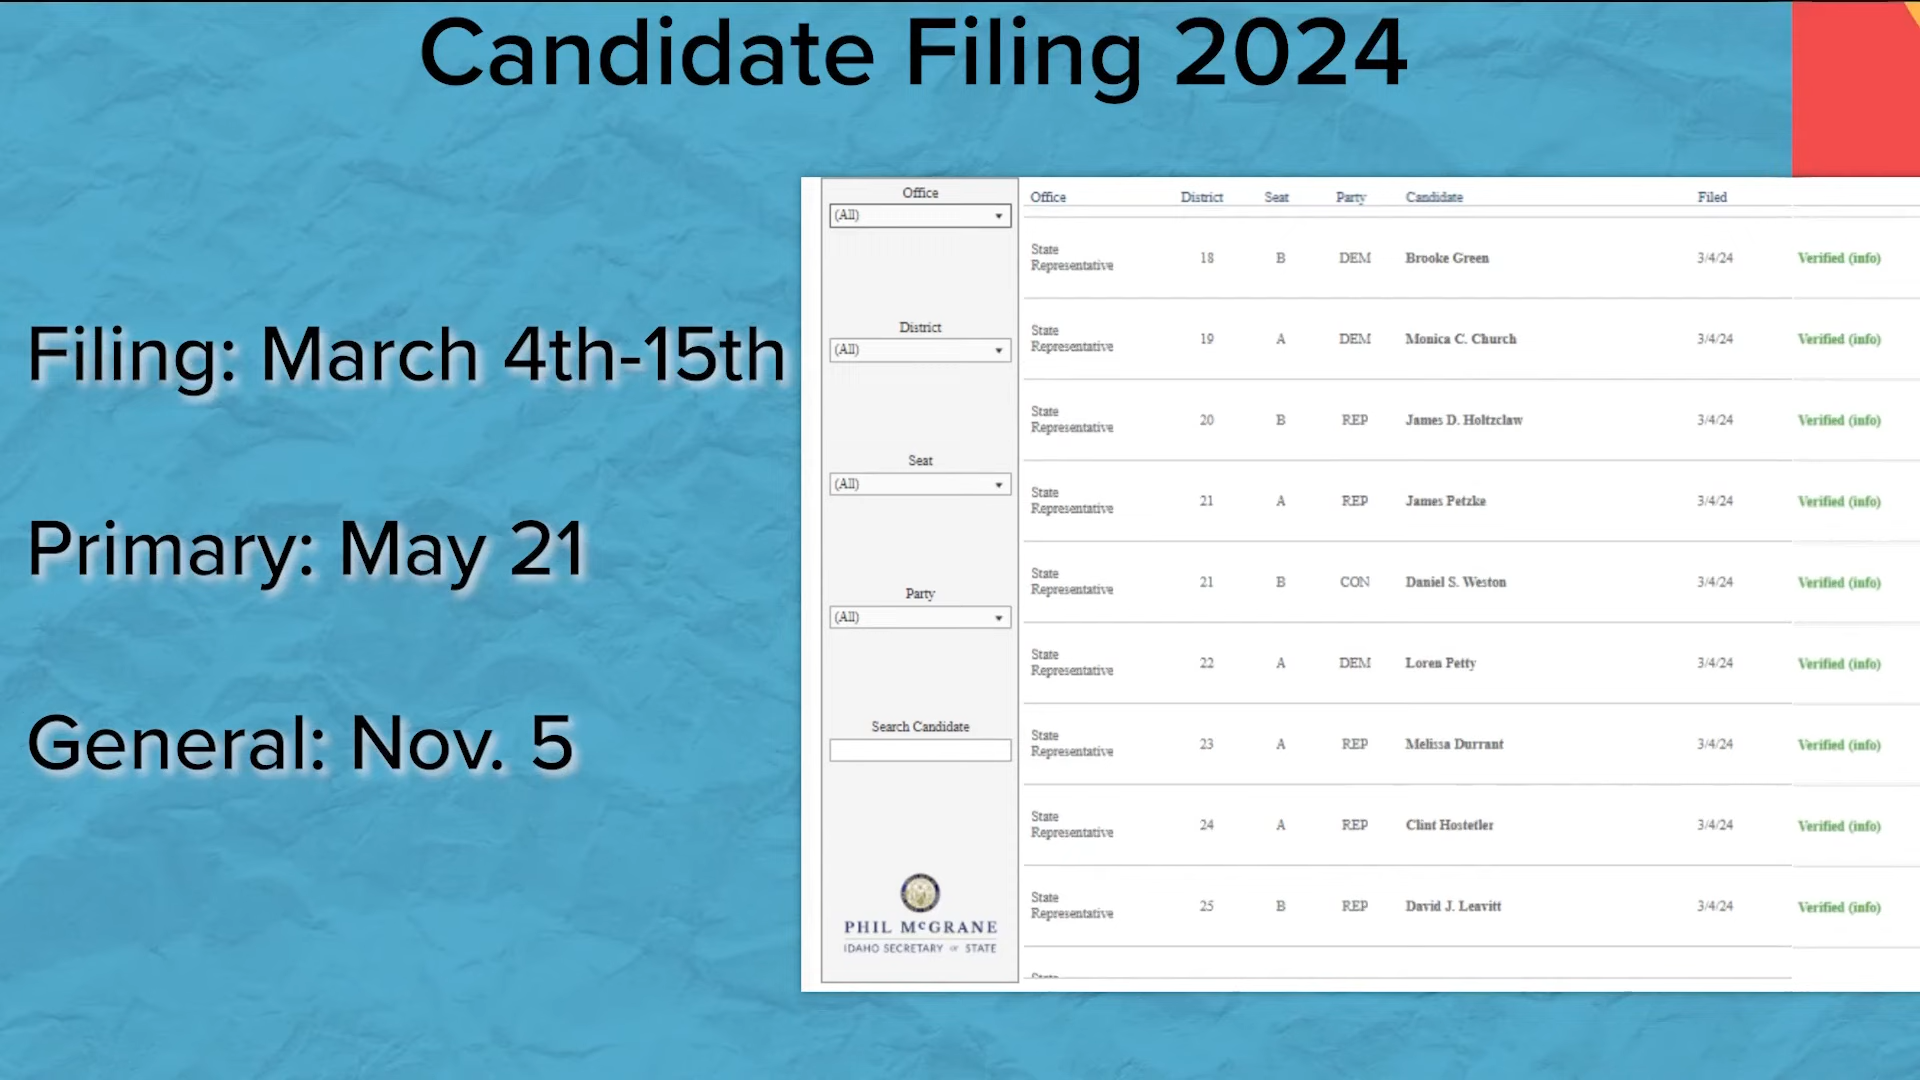 Candidate Filing 2024
Filing: March 4th-15th
Primary: May 21
General: Nov. 5
Office
(All)
District
(All)
Seat
(All)
Party
(All)
Search Candidate
PHIL McGRANE
IDAHO SECRETARY OF STATE
Office District Seat Party Candidate Filed
State
Representative 18 B DEM Brooke Green 3/4/24 Verified (info)
State
Representative 19 A DEM Monica C. Church 3/4/24 Verified (info)
State
Representative 20 B REP James D. Holtzclaw 3/4/24 Verified (info)
State
Representative 21 A REP James Petzke 3/4/24 Verified (info)
State
Representative 21 B CON Daniel S. Weston 3/4/24 Verified (info)
State
Representative 22 A DEM Loren Petty 3/4/24 Verified (info)
State
Representative 23 A REP Melissa Durrant 3/4/24 Verified (info)
State
Representative 24 A REP Clint Hostetler 3/4/24 Verified (info)
State
Representative 25 B REP David J. Leavitt 3/4/24 Verified (info)
State